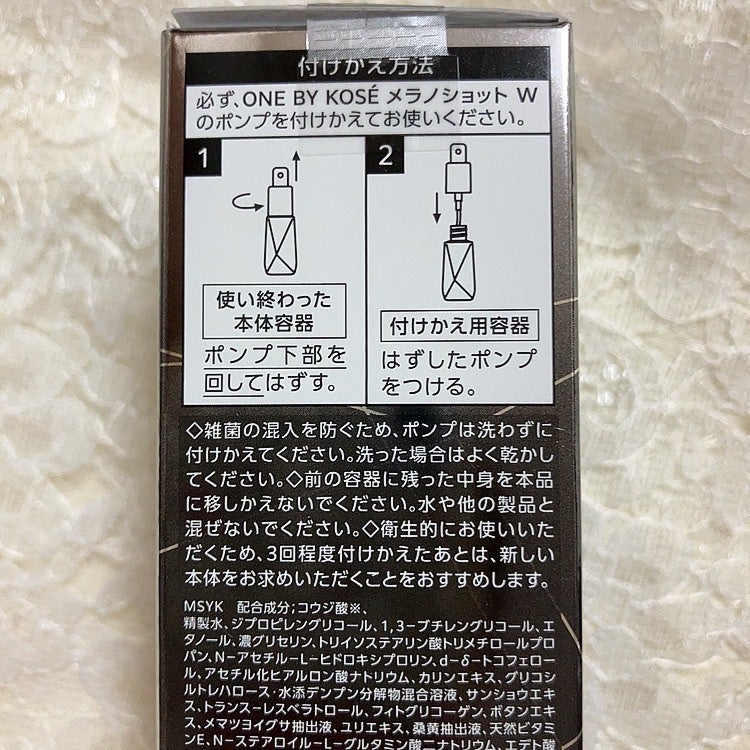 付けかえ方法
必ず、ONE BY KOSÉ メラノショット W
のポンプを付けかえてお使いください。
1
使い終わった
本体容器
ポンプ下部を
回してはずす。
2
付けかえ用容器
はずしたポンプ
をつける。
◇雑菌の混入を防ぐため、ポンプは洗わずに
付けかえてください。洗った場合はよく乾かし
てください。◇前の容器に残った中身を本品
に移しかえないでください。水や他の製品と
混ぜないでください。◇衛生的にお使いいた
だくため、3回程度付けかえたあとは、新しい
本体をお求めいただくことをおすすめします。
MSYK 配合成分;コウジ酸※、
精製水、ジプロピレングリコール、1,3-ブチレングリコール、エ
タノール、濃グリセリン、トリイソステアリン酸トリメチロールプロ
パン、N-アセチル-L-ヒドロキシプロリン、d-δ-トコフェロー
ル、アセチル化ヒアルロン酸ナトリウム、カリンエキス、グリコシ
ルトレハロース・水添デンプン分解物混合溶液、サンショウエキ
ス、トランス-レスベラトロール、フィトグリコーゲン、ボタンエキ
ス、メマツヨイグサ抽出液、ユリエキス、桑黄抽出液、天然ビタミ
ンE、N-ステアロイル-L-グルタミン酸二ナトリウム、エデト酸